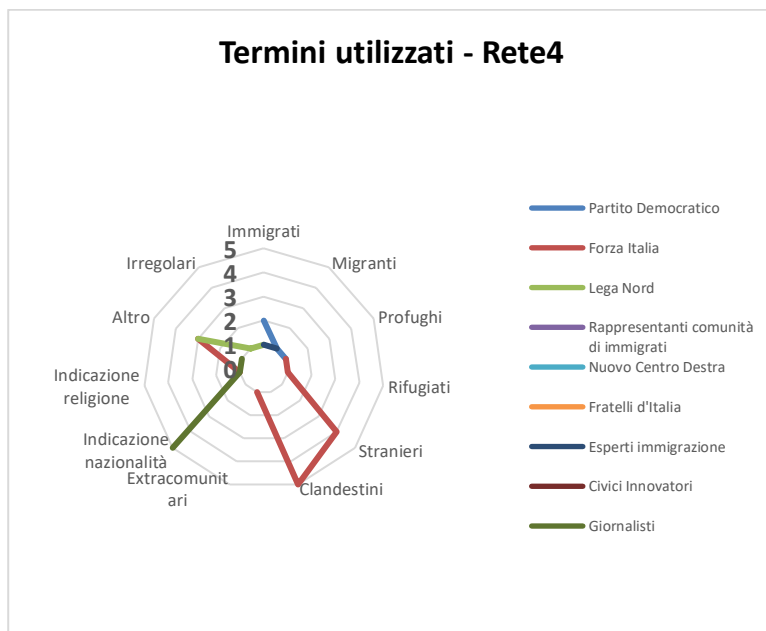 Termini utilizzati - Rete4
Immigrati
Migranti
Profughi
Rifugiati
Stranieri
Clandestini
Extracomunit
ari
Indicazione
nazionalità
Indicazione
religione
Altro
Irregolari
5
4
3
2
1
0
Partito Democratico
Forza Italia
Lega Nord
Rappresentanti comunità
di immigrati
Nuovo Centro Destra
Fratelli d'Italia
Esperti immigrazione
Civici Innovatori
Giornalisti